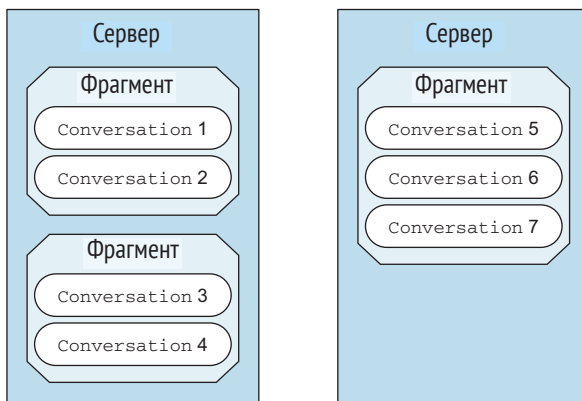 Сервер
Фрагмент
Conversation 1
Conversation 2
Фрагмент
Conversation 3
Conversation 4
Сервер
Фрагмент
Conversation 5
Conversation 6
Conversation 7